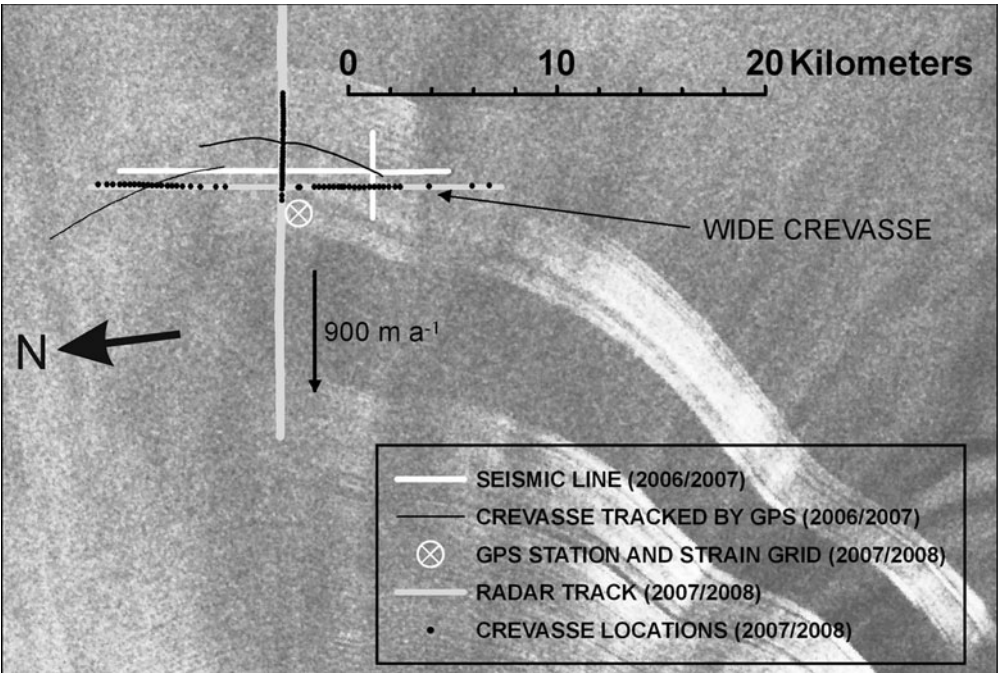 0 10 20 Kilometers
WIDE CREVASSE
900 m a⁻¹
N
SEISMIC LINE (2006/2007)
CREVASSE TRACKED BY GPS (2006/2007)
GPS STATION AND STRAIN GRID (2007/2008)
RADAR TRACK (2007/2008)
CREVASSE LOCATIONS (2007/2008)